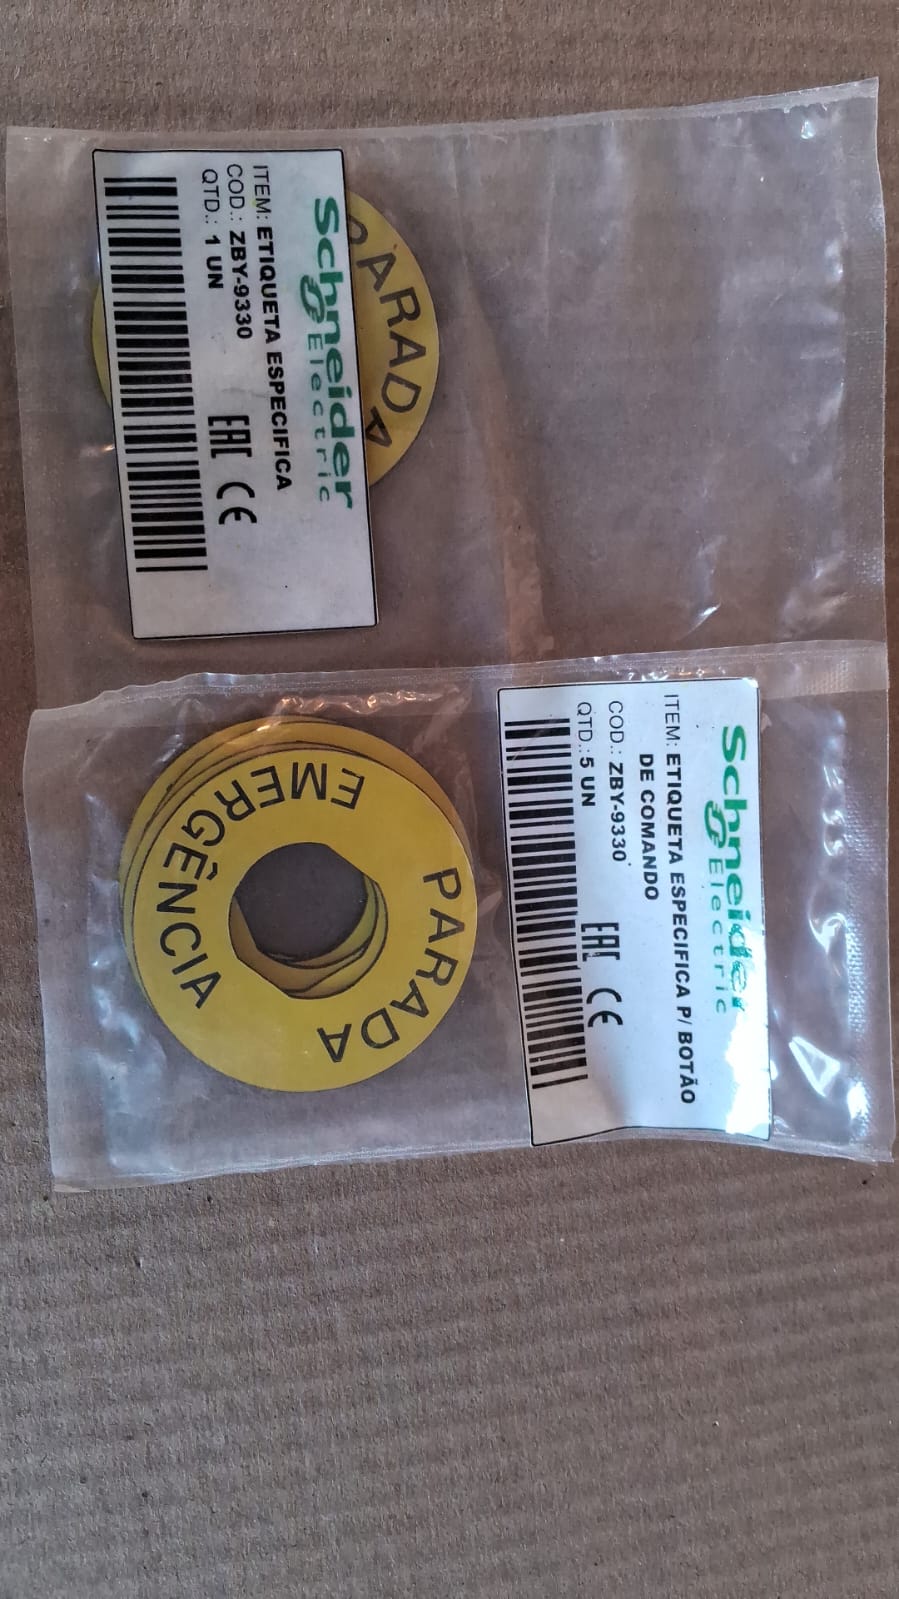 Schneider
Electric
ITEM: ETIQUETA ESPECIFICA
COD.: ZBY-9330
QTD.: 1 UN
EAC CE
PARADA
Schneider
Electric
ITEM: ETIQUETA ESPECIFICA P/ BOTÃO
DE COMANDO
COD.: ZBY-9330
QTD.: 5 UN
EAC CE
PARADA
EMERGÊNCIA